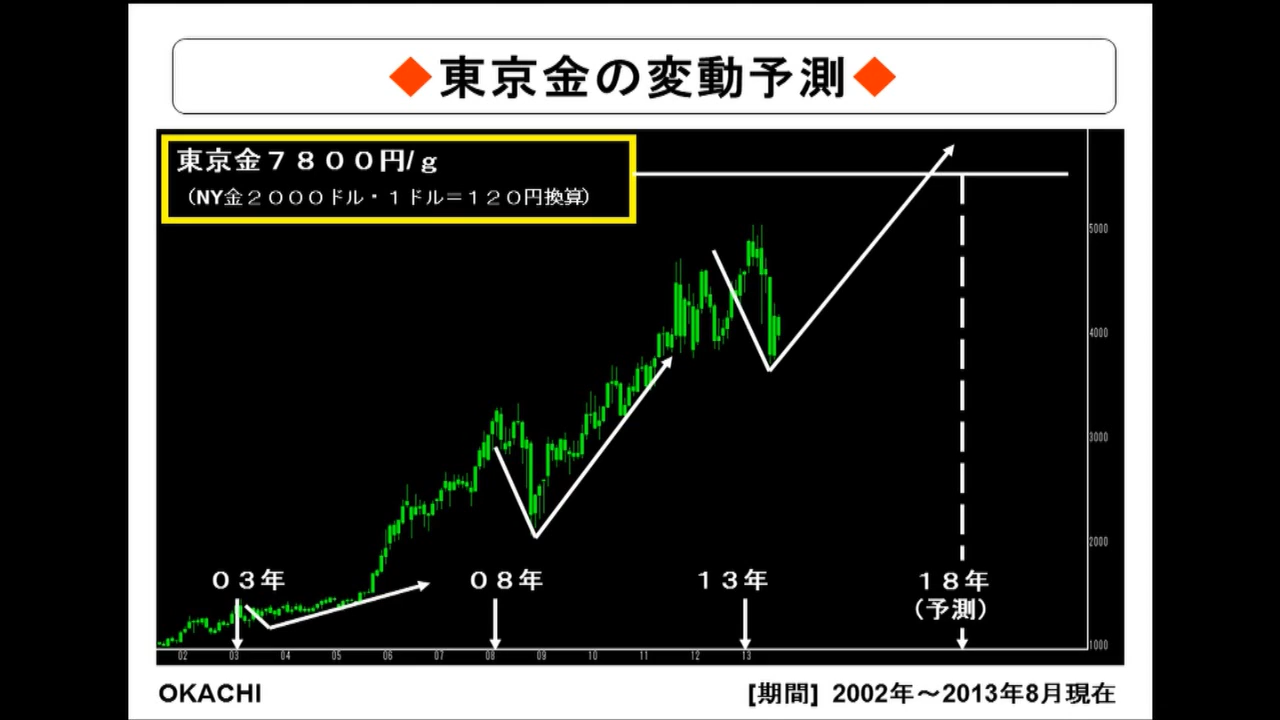 ◆東京金の変動予測◆
東京金７８００円/ｇ
（NY金２０００ドル・１ドル＝１２０円換算）
5000
4000
3000
2000
1000
０３年
０８年
１３年
１８年
（予測）
02 03 04 05 06 07 08 09 10 11 12 13
OKACHI
[期間] 2002年～2013年8月現在